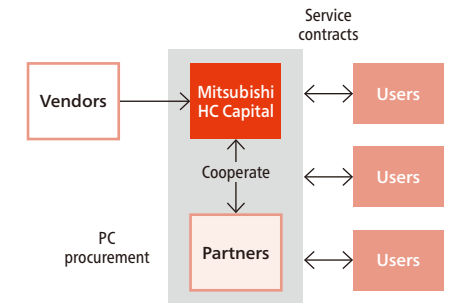 Service
contracts
Vendors
Mitsubishi
HC Capital
Users
Cooperate
Users
PC
procurement
Partners
Users